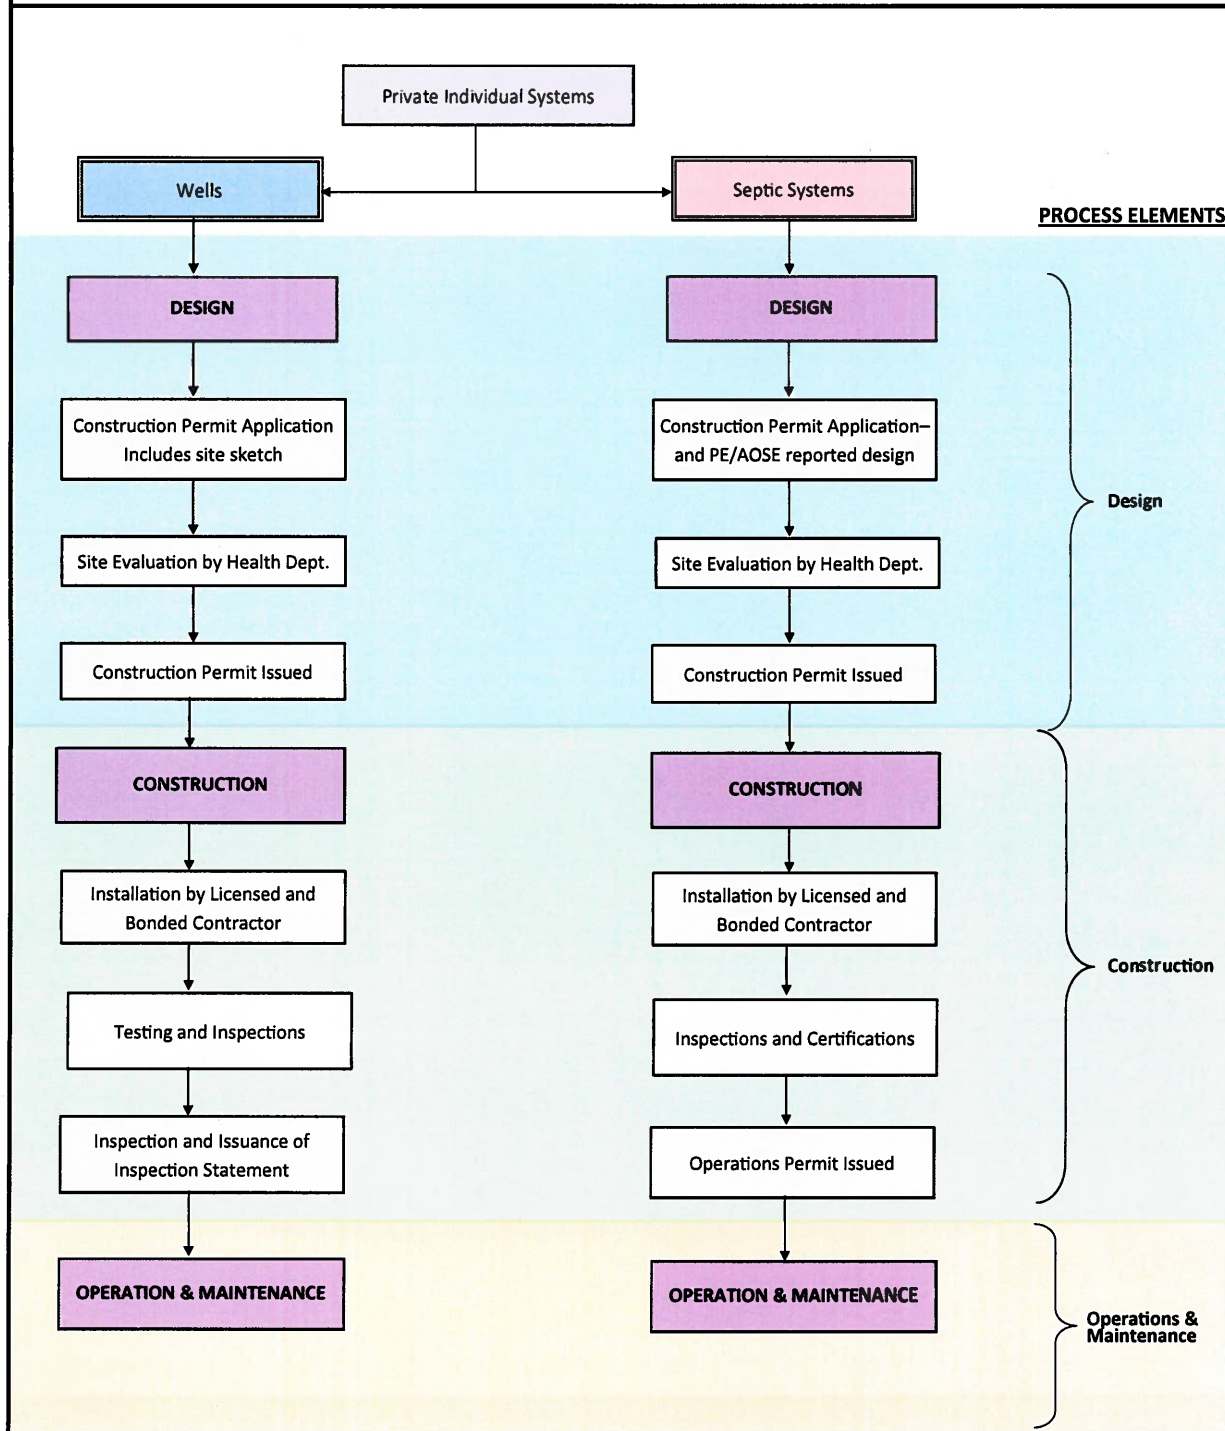 Private Individual Systems
Wells
Septic Systems
PROCESS ELEMENTS
DESIGN
DESIGN
Construction Permit Application
Includes site sketch
Construction Permit Application–
and PE/AOSE reported design
Design
Site Evaluation by Health Dept.
Site Evaluation by Health Dept.
Construction Permit Issued
Construction Permit Issued
CONSTRUCTION
CONSTRUCTION
Installation by Licensed and
Bonded Contractor
Installation by Licensed and
Bonded Contractor
Construction
Testing and Inspections
Inspections and Certifications
Inspection and Issuance of
Inspection Statement
Operations Permit Issued
OPERATION & MAINTENANCE
OPERATION & MAINTENANCE
Operations &
Maintenance